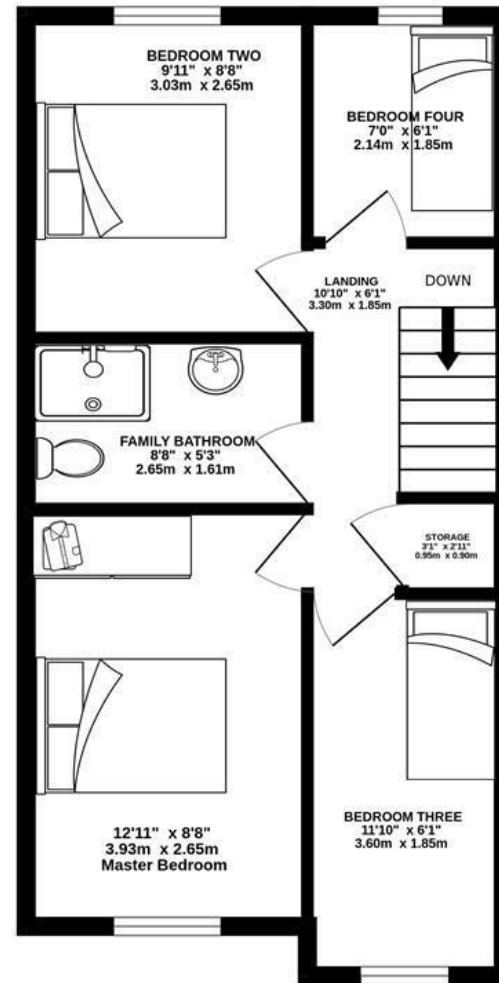 BEDROOM TWO
9'11" x 8'8"
3.03m x 2.65m
BEDROOM FOUR
7'0" x 6'1"
2.14m x 1.85m
LANDING
10'10" x 6'1"
3.30m x 1.85m
DOWN
FAMILY BATHROOM
8'8" x 5'3"
2.65m x 1.61m
STORAGE
3'1" x 2'11"
0.95m x 0.90m
12'11" x 8'8"
3.93m x 2.65m
Master Bedroom
BEDROOM THREE
11'10" x 6'1"
3.60m x 1.85m